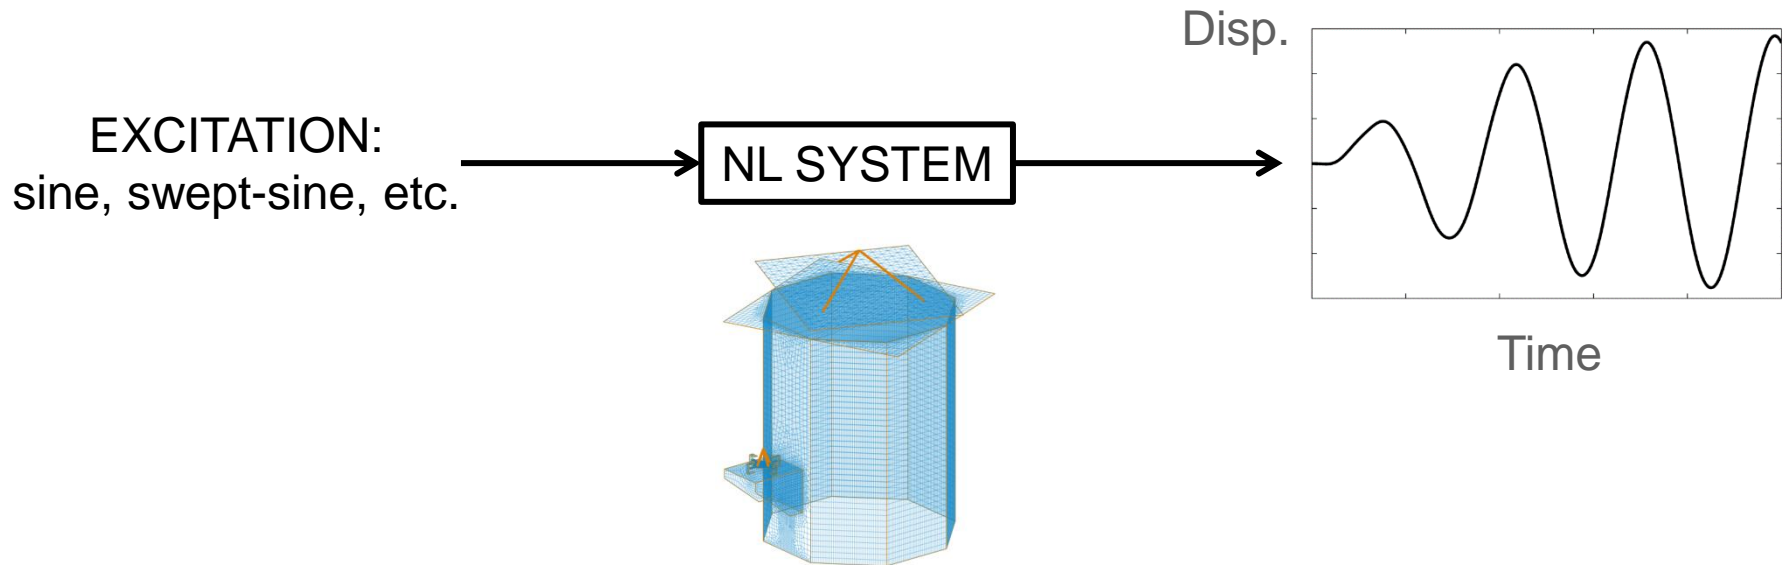 EXCITATION:
sine, swept-sine, etc.
NL SYSTEM
Disp.
Time